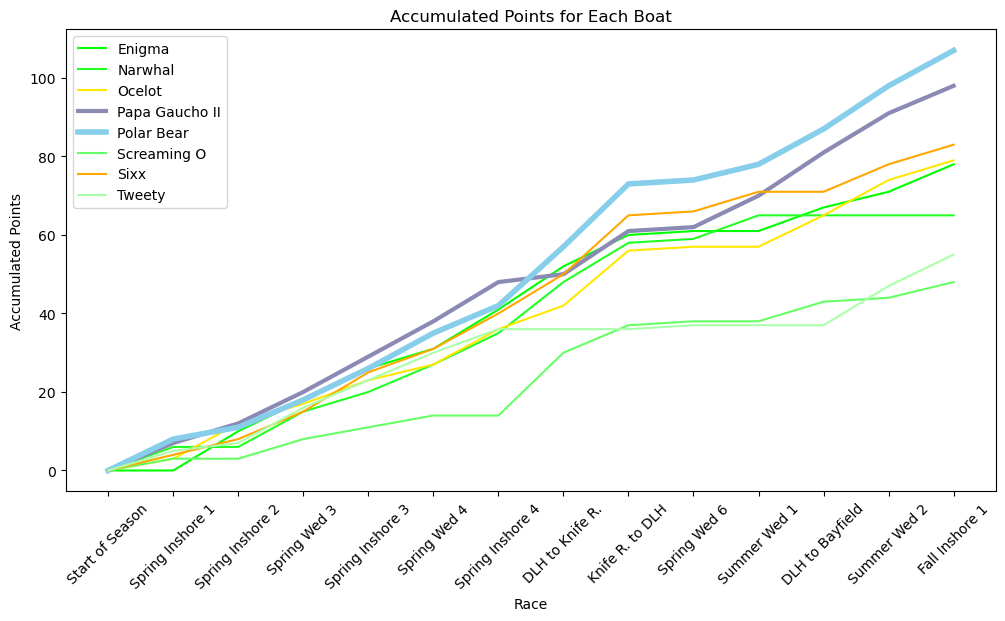 Accumulated Points for Each Boat
Enigma
Narwhal
Ocelot
Papa Gaucho II
Polar Bear
Screaming O
Sixx
Tweety
Accumulated Points
100
80
60
40
20
0
Start of Season
Spring Inshore 1
Spring Inshore 2
Spring Wed 3
Spring Inshore 3
Spring Wed 4
Spring Inshore 4
DLH to Knife R.
Knife R. to DLH
Spring Wed 6
Summer Wed 1
DLH to Bayfield
Summer Wed 2
Fall Inshore 1
Race